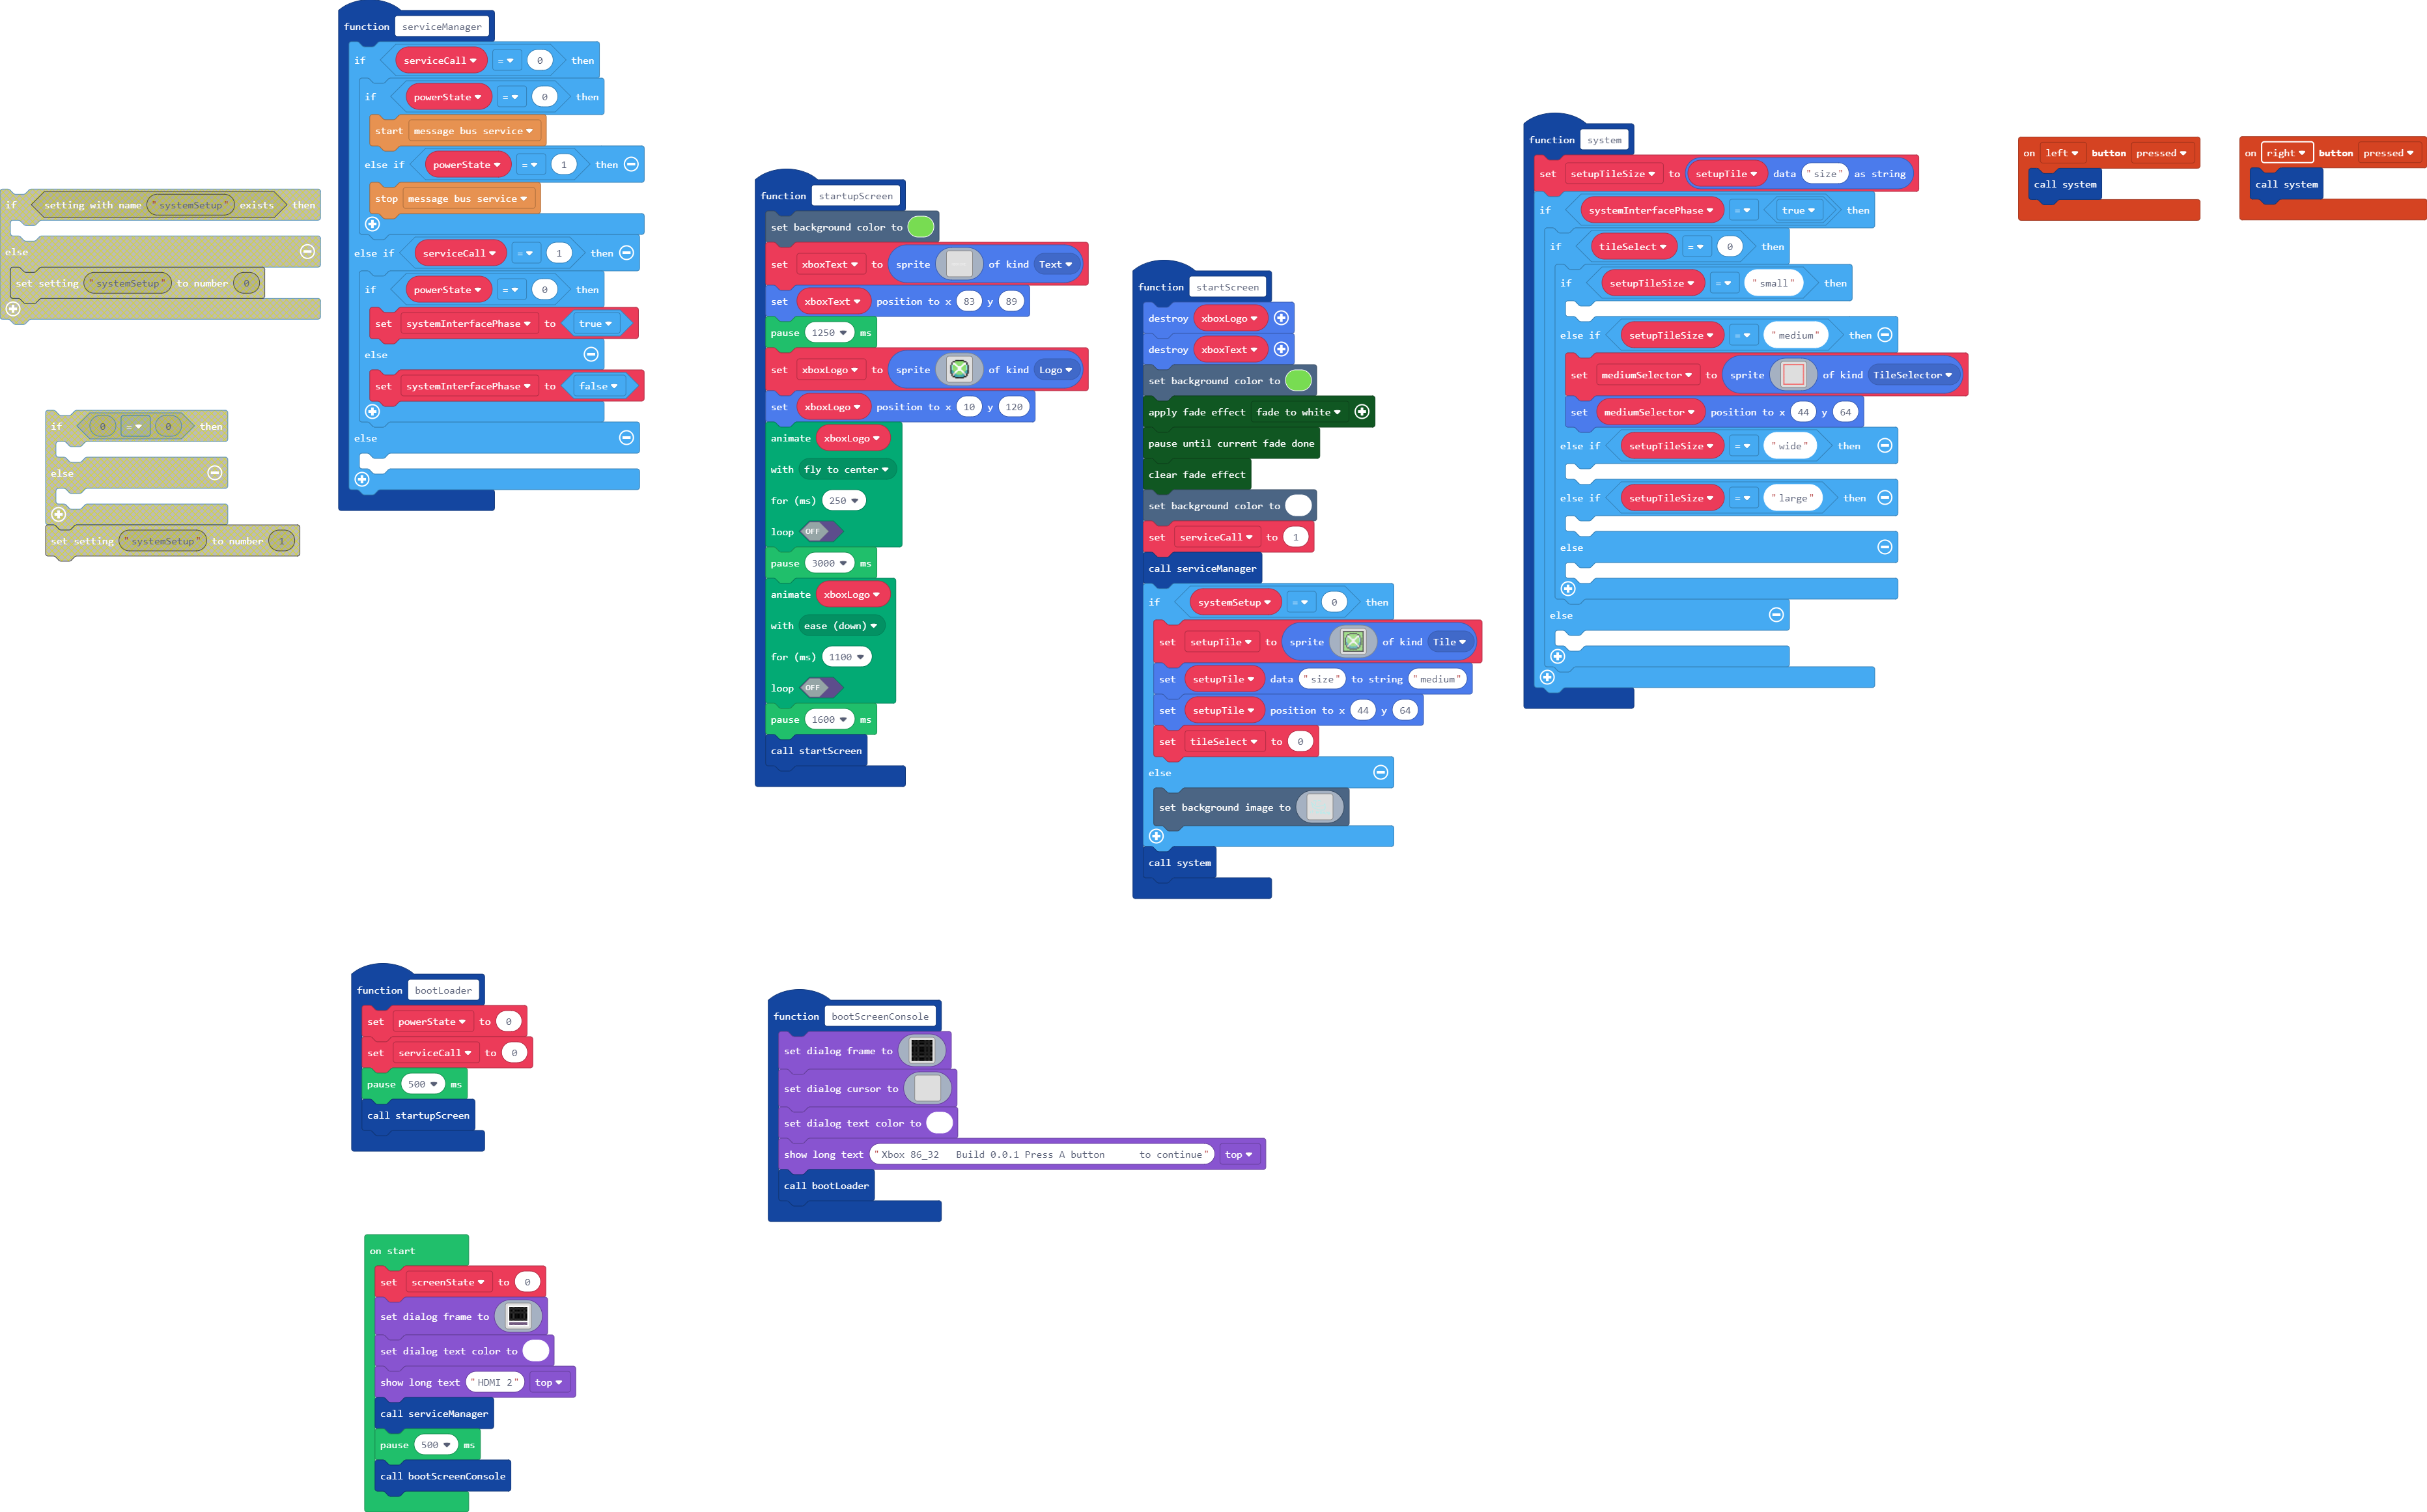 function serviceManager
if serviceCall = 0 then
if powerState = 0 then
start message bus service
else if powerState = 1 then
stop message bus service
else if serviceCall = 1 then
if powerState = 0 then
set systemInterfacePhase to true
else
set systemInterfacePhase to false
else
if setting with name "systemSetup" exists then
else
set setting "systemSetup" to number 0
if 0 = 0 then
else
set setting "systemSetup" to number 1
function startupScreen
set background color to
set xboxText to sprite of kind Text
set xboxText position to x 83 y 89
pause 1250 ms
set xboxLogo to sprite of kind Logo
set xboxLogo position to x 10 y 120
animate xboxLogo
with fly to center
for (ms) 250
loop OFF
pause 3000 ms
animate xboxLogo
with ease (down)
for (ms) 1100
loop OFF
pause 1600 ms
call startScreen
function startScreen
destroy xboxLogo
destroy xboxText
set background color to
apply fade effect fade to white
pause until current fade done
clear fade effect
set background color to
set serviceCall to 1
call serviceManager
if systemSetup = 0 then
set setupTile to sprite of kind Tile
set setupTile data "size" to string "medium"
set setupTile position to x 44 y 64
set tileSelect to 0
else
set background image to
call system
function system
set setupTileSize to setupTile data "size" as string
if systemInterfacePhase = true then
if tileSelect = 0 then
if setupTileSize = "small" then
else if setupTileSize = "medium" then
set mediumSelector to sprite of kind TileSelector
set mediumSelector position to x 44 y 64
else if setupTileSize = "wide" then
else if setupTileSize = "large" then
else
else
on left button pressed
call system
on right button pressed
call system
function bootLoader
set powerState to 0
set serviceCall to 0
pause 500 ms
call startupScreen
function bootScreenConsole
set dialog frame to
set dialog cursor to
set dialog text color to
show long text "Xbox 86_32 Build 0.0.1 Press A button to continue" top
call bootLoader
on start
set screenState to 0
set dialog frame to
set dialog text color to
show long text "HDMI 2" top
call serviceManager
pause 500 ms
call bootScreenConsole